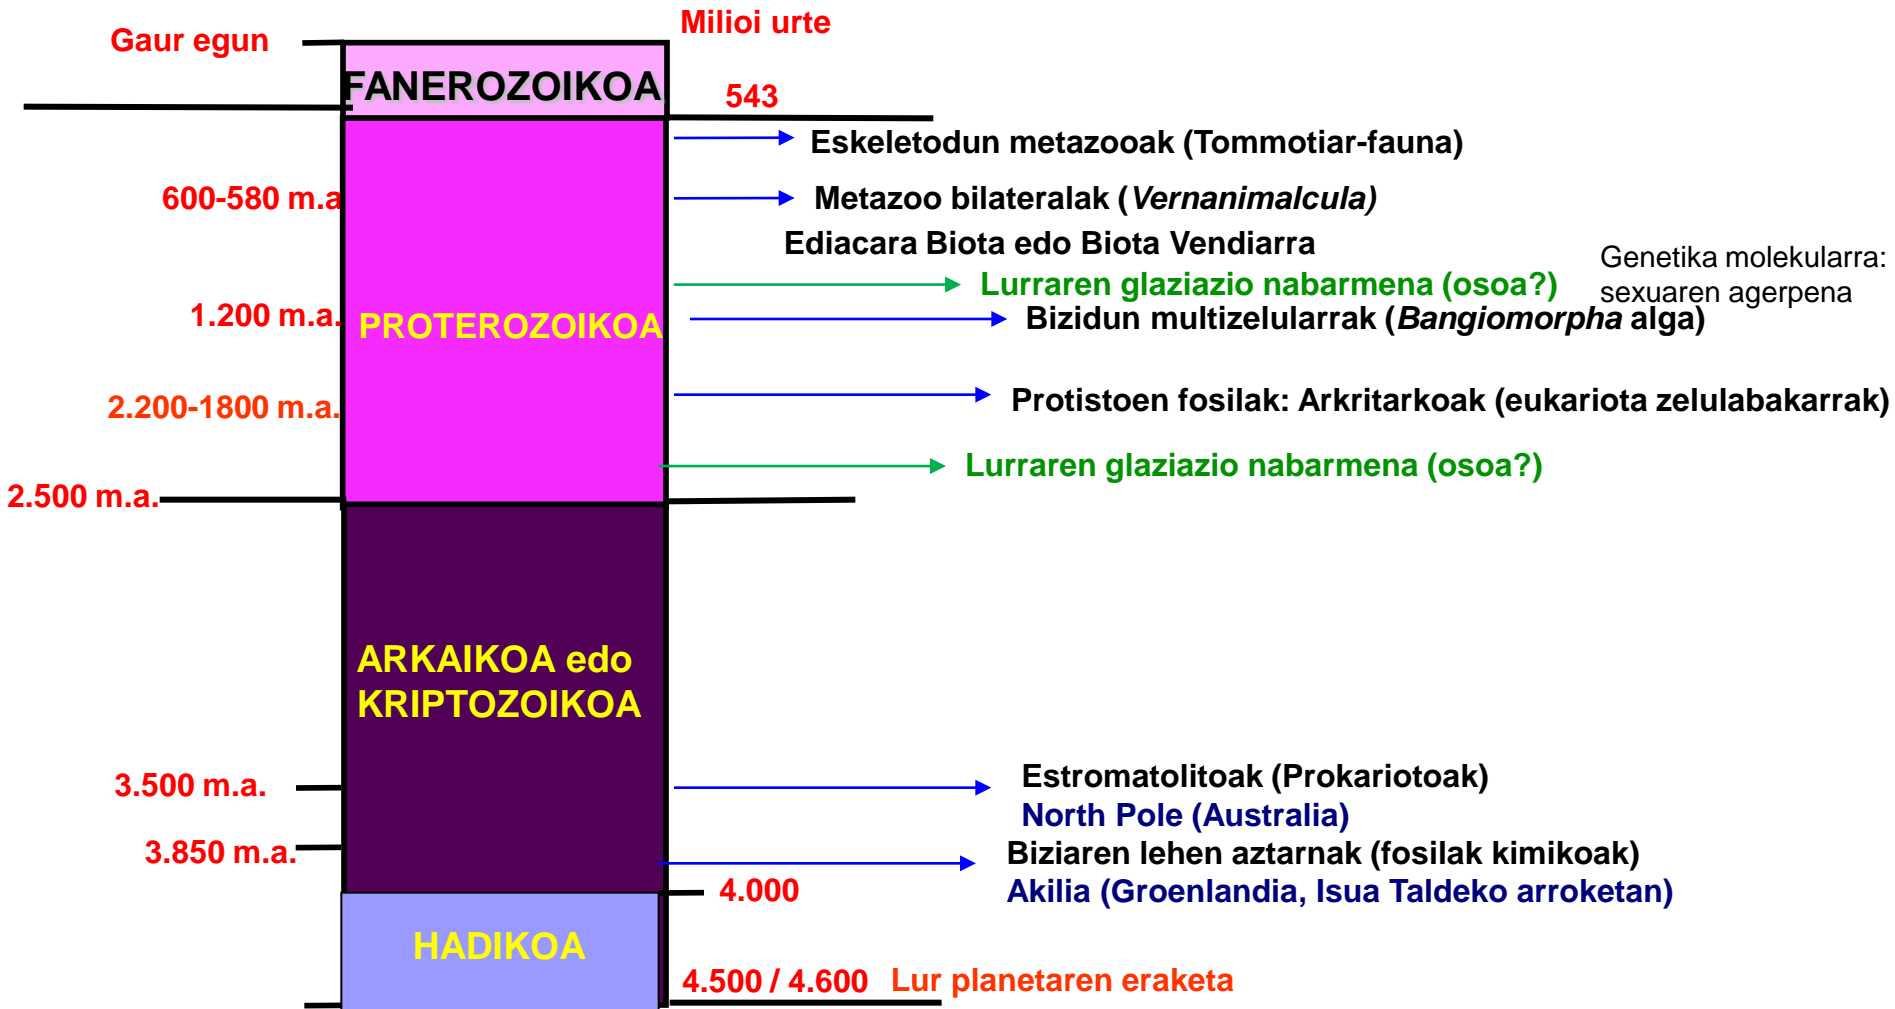 Milioi urte
Gaur egun
FANEROZOIKOA
543
Eskeletodun metazooak (Tommotiar-fauna)
600-580 m.a
Metazoo bilateralak (Vernanimalcula)
Ediacara Biota edo Biota Vendiarra
Genetika molekularra:
sexuaren agerpena
Lurraren glaziazio nabarmena (osoa?)
1.200 m.a.
PROTEROZOIKOA
Bizidun multizelularrak (Bangiomorpha alga)
2.200-1800 m.a.
Protistoen fosilak: Arkritarkoak (eukariota zelulabakarrak)
Lurraren glaziazio nabarmena (osoa?)
2.500 m.a.
ARKAIKOA edo
KRIPTOZOIKOA
3.500 m.a.
Estromatolitoak (Prokariotoak)
North Pole (Australia)
3.850 m.a.
Biziaren lehen aztarnak (fosilak kimikoak)
Akilia (Groenlandia, Isua Taldeko arroketan)
4.000
HADIKOA
4.500 / 4.600 Lur planetaren eraketa